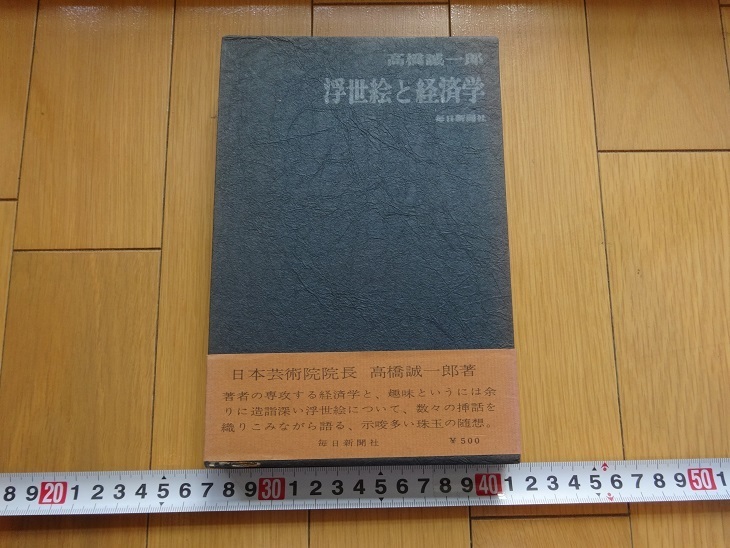 高橋誠一郎
浮世絵と経済学
毎日新聞社
日本芸術院院長 高橋誠一郎著
著者の専攻する経済学と、趣味というには余
りに造詣深い浮世絵について、数々の挿話を
織りこみながら語る、示唆多い珠玉の随想。
毎日新聞社 ¥500
8 9 20 1 2 3 4 5 6 7 8 9 30 1 2 3 4 5 6 7 8 9 40 1 2 3 4 5 6 7 8 9 50 1